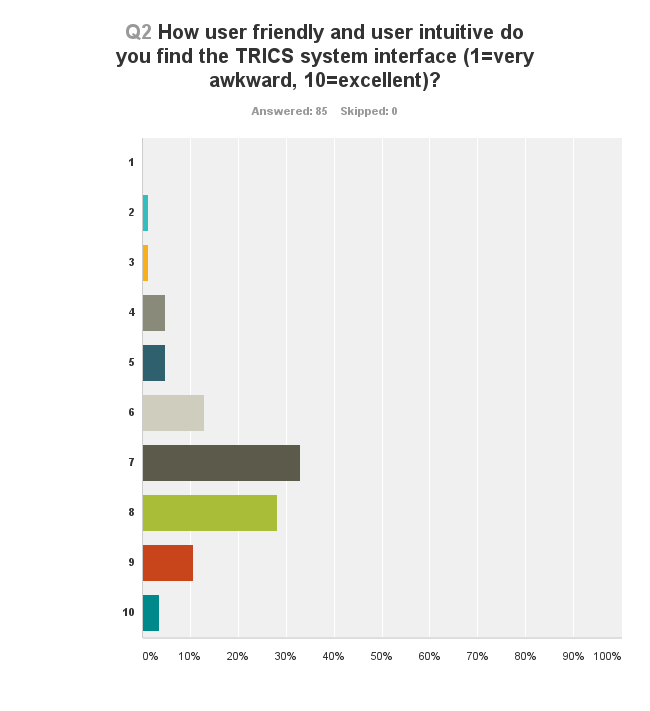 Q2 How user friendly and user intuitive do
you find the TRICS system interface (1=very
awkward, 10=excellent)?
Answered: 85 Skipped: 0
1
2
3
4
5
6
7
8
9
10
0% 10% 20% 30% 40% 50% 60% 70% 80% 90% 100%